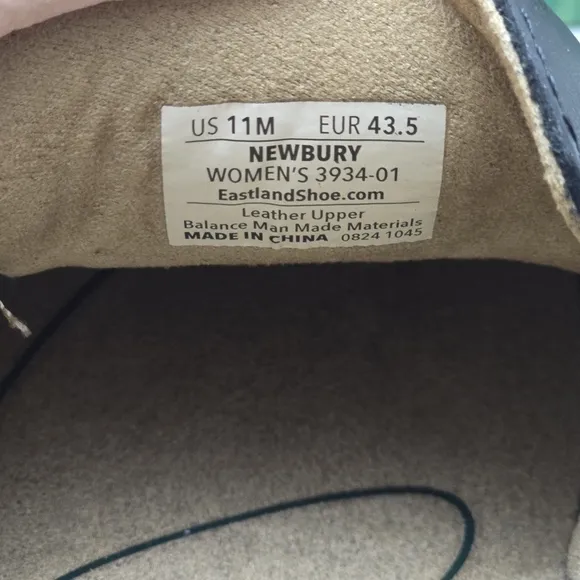 US 11M EUR 43.5
NEWBURY
WOMEN'S 3934-01
EastlandShoe.com
Leather Upper
Balance Man Made Materials
MADE IN CHINA 0824 1045